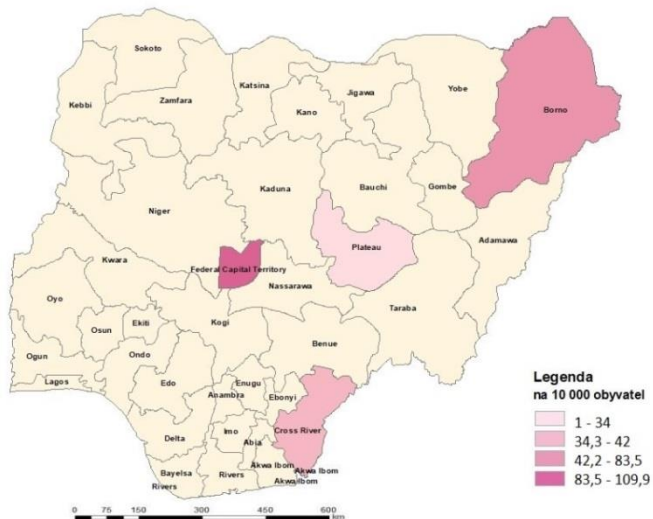 Sokoto
Katsina
Jigawa
Yobe
Kebbi
Zamfara
Kano
Borno
Kaduna
Bauchi
Gombe
Niger
Plateau
Adamawa
Kwara
Federal Capital Territory
Nassarawa
Oyo
Taraba
Osun
Ekiti
Kogi
Benue
Ogun
Ondo
Lagos
Edo
Enugu
Anambra
Ebonyi
Delta
Imo
Abia
Cross River
Bayelsa
Rivers
Rivers
Akwa Ibom
Akwa Ibom
Akwa Ibom
Legenda
na 10 000 obyvatel
1 - 34
34,3 - 42
42,2 - 83,5
83,5 - 109,9
0 75 150 300 450 600
km